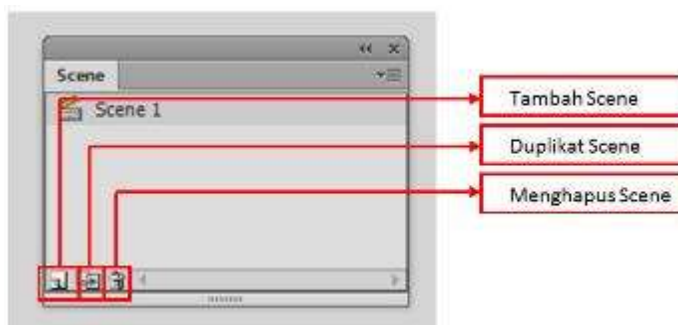 Scene
Scene 1
Tambah Scene
Duplikat Scene
Menghapus Scene